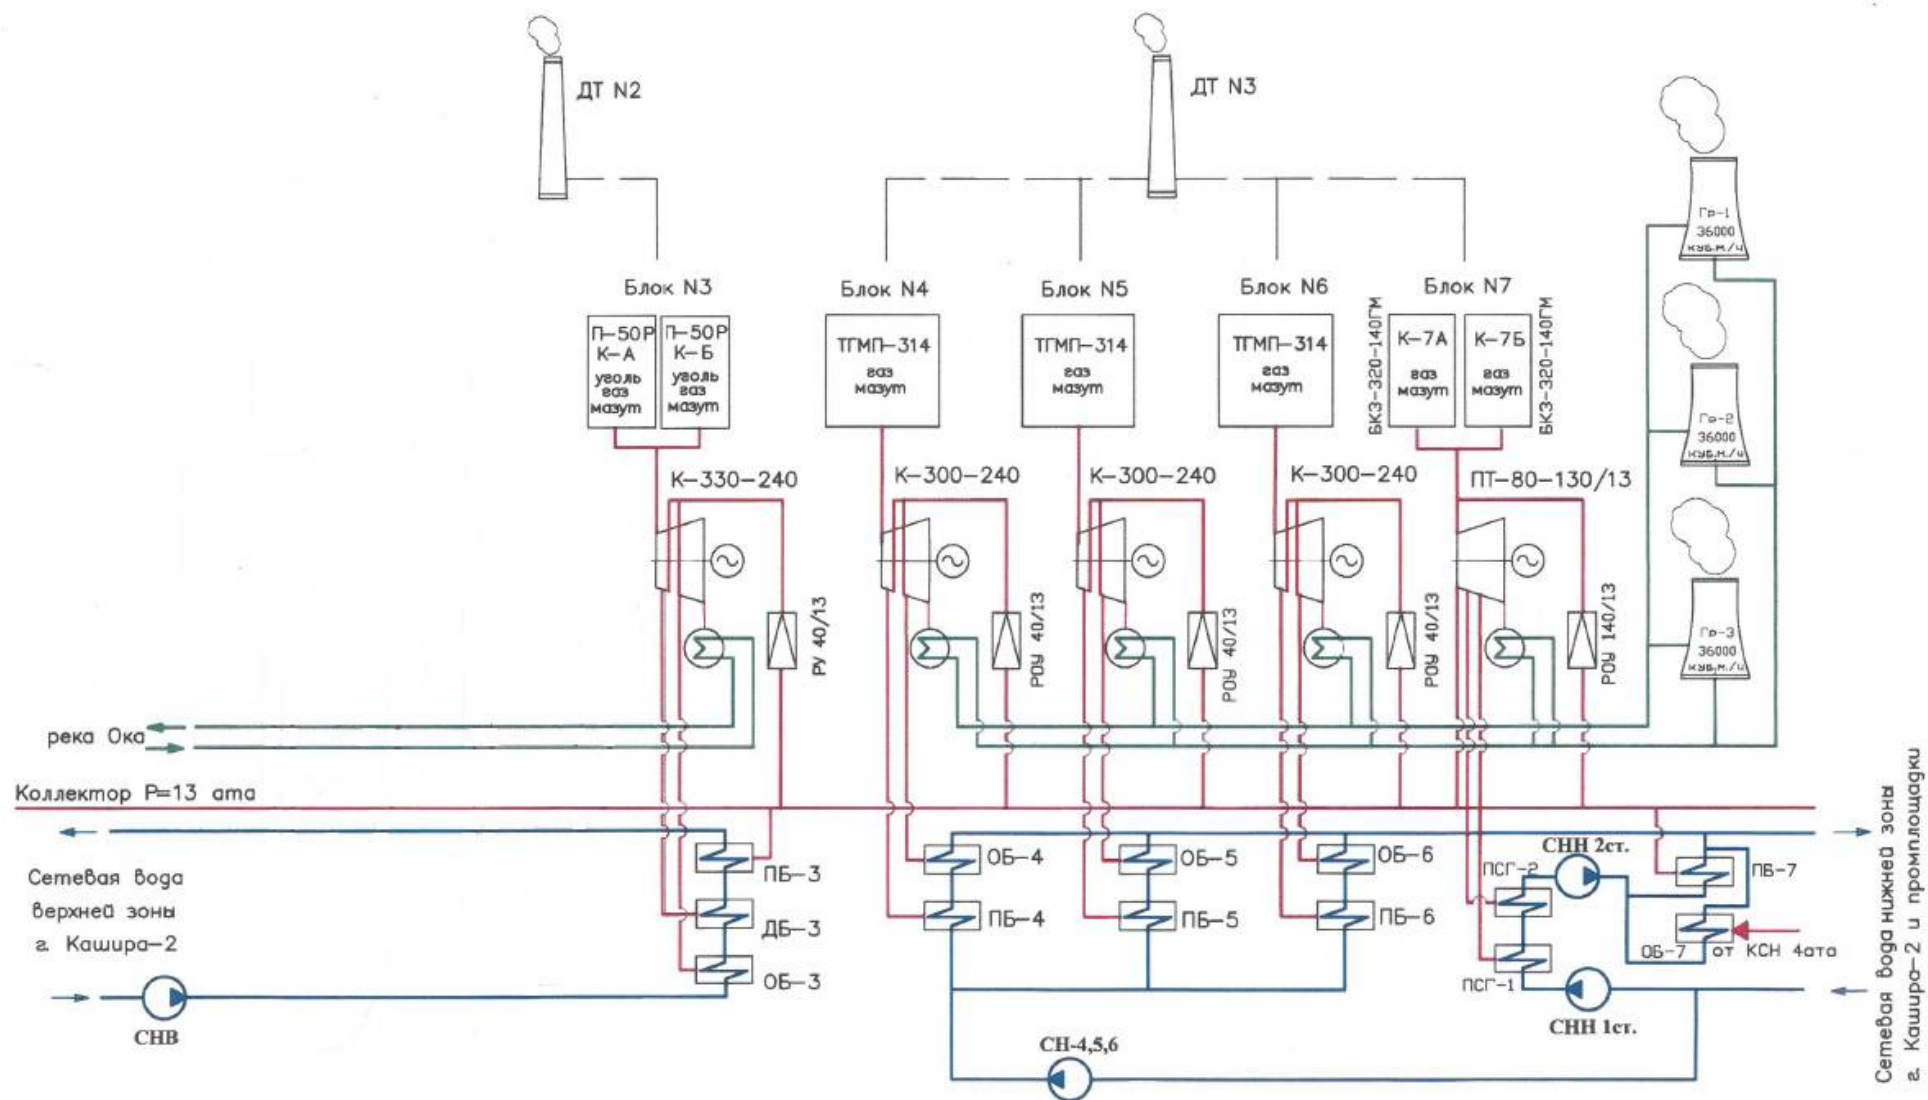 ДТ N2
ДТ N3
Гр-1
36000
куб.м./ч
Блок N3
Блок N4
Блок N5
Блок N6
Блок N7
П-50Р
К-А
уголь
газ
мазут
П-50Р
К-Б
уголь
газ
мазут
ТГМП-314
газ
мазут
ТГМП-314
газ
мазут
ТГМП-314
газ
мазут
БКЗ-320-140ГМ
К-7А
газ
мазут
К-7Б
газ
мазут
БКЗ-320-140ГМ
Гр-2
36000
куб.м./ч
К-330-240
К-300-240
К-300-240
К-300-240
ПТ-80-130/13
РУ 40/13
РОУ 40/13
РОУ 40/13
РОУ 40/13
РОУ 140/13
Гр-3
36000
куб.м./ч
река Ока
Коллектор Р=13 ата
Сетевая вода
верхней зоны
г. Кашира-2
ПБ-3
ДБ-3
ОБ-3
СНВ
ОБ-4
ПБ-4
ОБ-5
ПБ-5
ОБ-6
ПБ-6
СН-4,5,6
СНН 2ст.
ПСГ-2
ПБ-7
ОБ-7
от КСН 4ата
ПСГ-1
СНН 1ст.
Сетевая вода нижней зоны
г. Кашира-2 и промплощадки